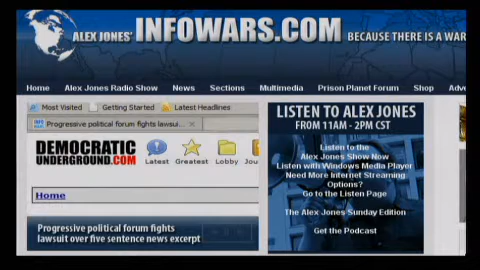 ALEX JONES' INFOWARS.COM BECAUSE THERE IS A WAR
Home Alex Jones Radio Show News Sections Multimedia Prison Planet Forum Shop Adve
Most Visited Getting Started Latest Headlines
Progressive political forum fights lawsui...
DEMOCRATIC
UNDERGROUND.COM
Latest Greatest Lobby Jou
Home
Progressive political forum fights
lawsuit over five sentence news excerpt
LISTEN TO ALEX JONES
FROM 11AM - 2PM CST
Listen to the
Alex Jones Show Now
Listen with Windows Media Player
Need More Internet Streaming
Options?
Go to the Listen Page
The Alex Jones Sunday Edition
Get the Podcast